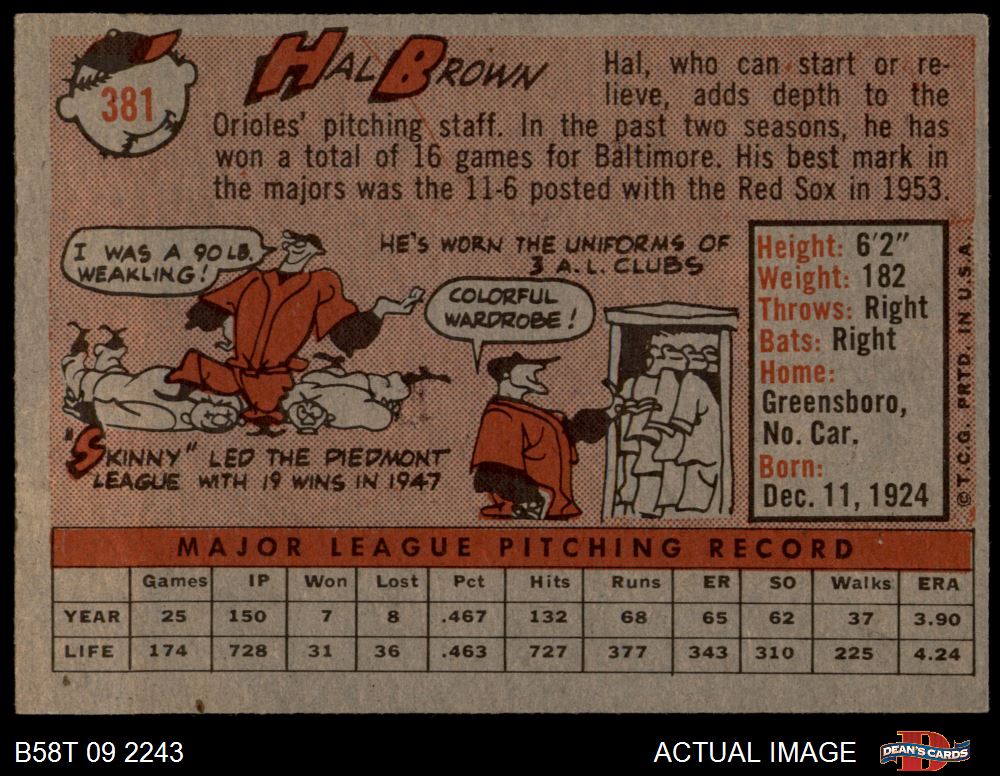 381
HAL BROWN
Hal, who can start or re-
lieve, adds depth to the
Orioles' pitching staff. In the past two seasons, he has
won a total of 16 games for Baltimore. His best mark in
the majors was the 11-6 posted with the Red Sox in 1953.
I WAS A 90 LB.
WEAKLING!
"SKINNY" LED THE PIEDMONT
LEAGUE WITH 19 WINS IN 1947
HE'S WORN THE UNIFORMS OF
3 A.L. CLUBS
COLORFUL
WARDROBE!
Height: 6'2"
Weight: 182
Throws: Right
Bats: Right
Home:
Greensboro,
No. Car.
Born:
Dec. 11, 1924
© T.C.G. PRTD. IN U.S.A.
MAJOR LEAGUE PITCHING RECORD
Games IP Won Lost Pct Hits Runs ER SO Walks ERA
YEAR 25 150 7 8 .467 132 68 65 62 37 3.90
LIFE 174 728 31 36 .463 727 377 343 310 225 4.24
B58T 09 2243 ACTUAL IMAGE DEAN'S CARDS